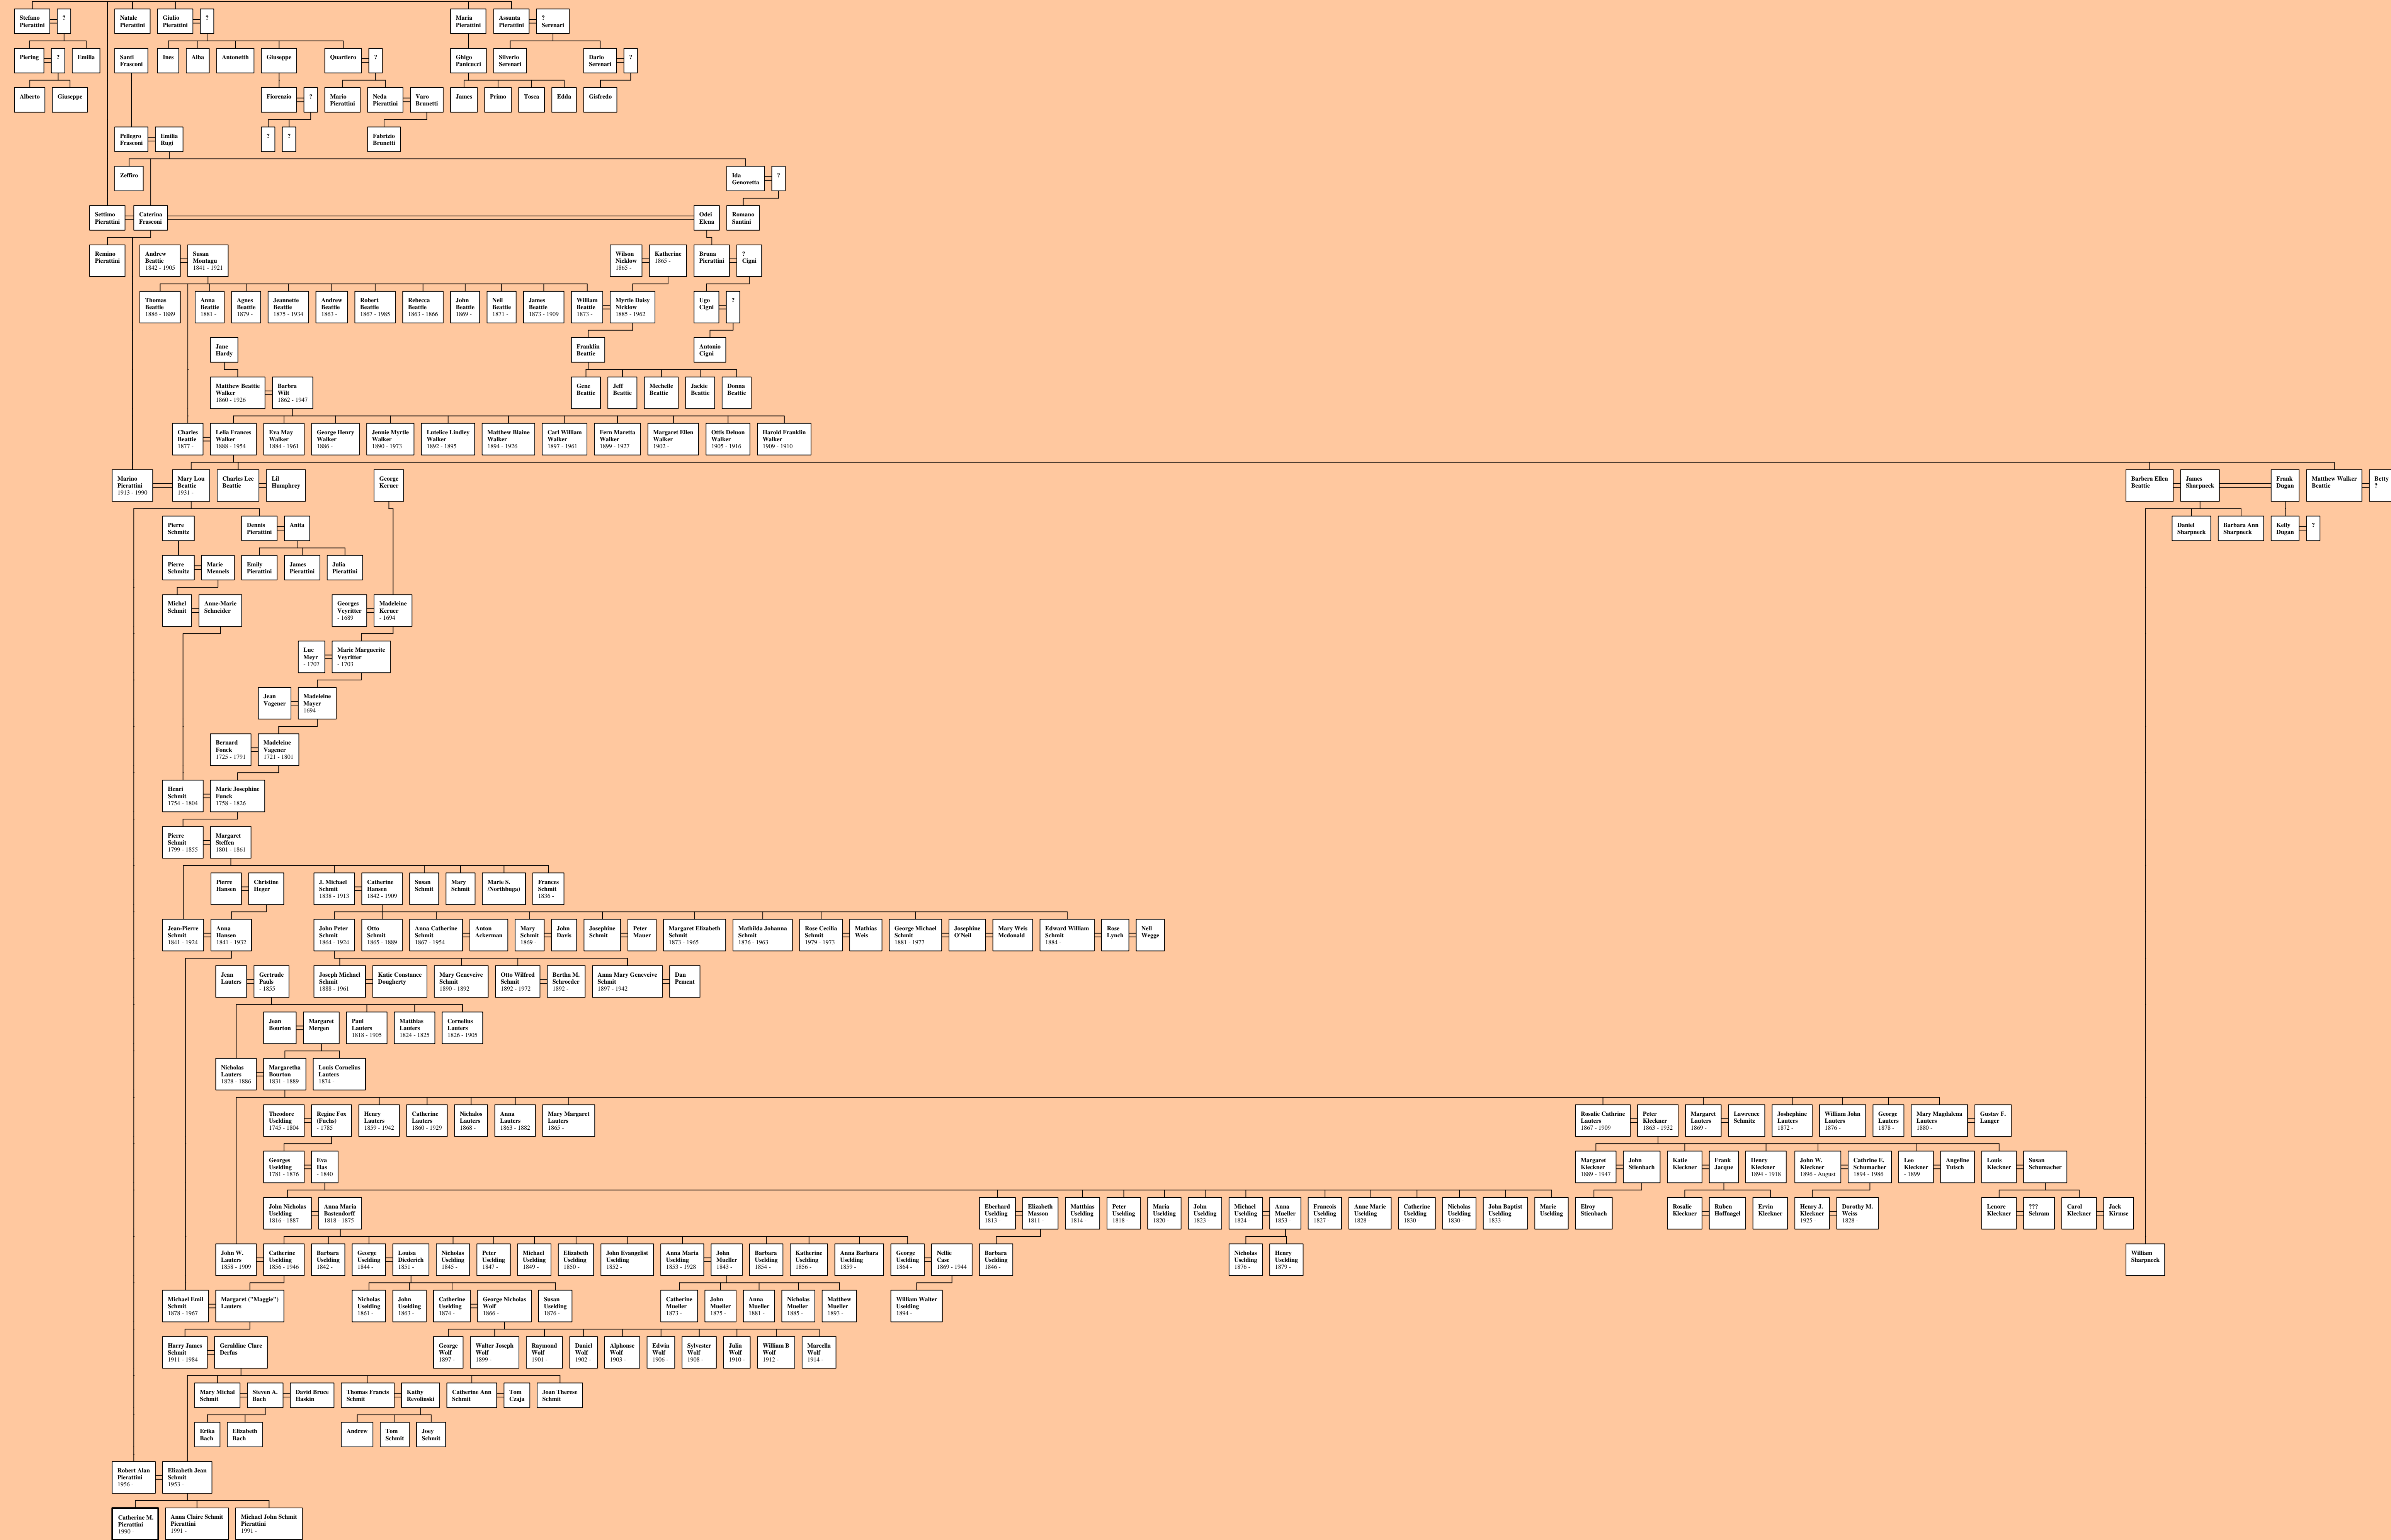 Stefano
Pierattini
?
Natale
Pierattini
Giulio
Pierattini
?
Maria
Pierattini
Assunta
Pierattini
?
Serenari
Piering
?
Emilia
Santi
Frasconi
Ines
Alba
Antonetth
Giuseppe
Quartiero
?
Ghigo
Panicucci
Silverio
Serenari
Dario
Serenari
?
Alberto
Giuseppe
Fiorenzio
?
Mario
Pierattini
Neda
Pierattini
Varo
Brunetti
James
Primo
Tosca
Edda
Gisfredo
Pellegro
Frasconi
Emilia
Rugi
?
?
Fabrizio
Brunetti
Zeffiro
Ida
Genovetta
?
Settimo
Pierattini
Caterina
Frasconi
Odei
Elena
Romano
Santini
Remino
Pierattini
Andrew
Beattie
1842 - 1905
Susan
Montagu
1841 - 1921
Wilson
Nicklow
1865 -
Katherine
1865 -
Bruna
Pierattini
?
Cigni
Thomas
Beattie
1886 - 1889
Anna
Beattie
1881 -
Agnes
Beattie
1879 -
Jeannette
Beattie
1875 - 1934
Andrew
Beattie
1863 -
Robert
Beattie
1867 - 1985
Rebecca
Beattie
1863 - 1866
John
Beattie
1869 -
Neil
Beattie
1871 -
James
Beattie
1873 - 1909
William
Beattie
1873 -
Myrtle Daisy
Nicklow
1885 - 1962
Ugo
Cigni
?
Jane
Hardy
Franklin
Beattie
Antonio
Cigni
Matthew Beattie
Walker
1860 - 1926
Barbra
Wilt
1862 - 1947
Gene
Beattie
Jeff
Beattie
Mechelle
Beattie
Jackie
Beattie
Donna
Beattie
Charles
Beattie
1877 -
Lelia Frances
Walker
1888 - 1954
Eva May
Walker
1884 - 1961
George Henry
Walker
1886 -
Jennie Myrtle
Walker
1890 - 1973
Lutelice Lindley
Walker
1892 - 1895
Matthew Blaine
Walker
1894 - 1926
Carl William
Walker
1897 - 1961
Fern Maretta
Walker
1899 - 1927
Margaret Ellen
Walker
1902 -
Ottis Deluon
Walker
1905 - 1916
Harold Franklin
Walker
1909 - 1910
Marino
Pierattini
1913 - 1990
Mary Lou
Beattie
1931 -
Charles Lee
Beattie
Lil
Humphrey
George
Keruer
Barbera Ellen
Beattie
James
Sharpneck
Frank
Dugan
Matthew Walker
Beattie
Betty
?
Pierre
Schmitz
Dennis
Pierattini
Anita
Daniel
Sharpneck
Barbara Ann
Sharpneck
Kelly
Dugan
?
Pierre
Schmitz
Marie
Mennels
Emily
Pierattini
James
Pierattini
Julia
Pierattini
Michel
Schmit
Anne-Marie
Schneider
Georges
Veyritter
- 1689
Madeleine
Keruer
- 1694
Luc
Meyr
- 1707
Marie Marguerite
Veyritter
- 1703
Jean
Vagener
Madeleine
Mayer
1694 -
Bernard
Fonck
1725 - 1791
Madeleine
Vagener
1721 - 1801
Henri
Schmit
1754 - 1804
Marie Josephine
Funck
1758 - 1826
Pierre
Schmit
1799 - 1855
Margaret
Steffen
1801 - 1861
Pierre
Hansen
Christine
Heger
J. Michael
Schmit
1838 - 1913
Catherine
Hansen
1842 - 1909
Susan
Schmit
Mary
Schmit
Marie S.
/Northbuga)
Frances
Schmit
1836 -
Jean-Pierre
Schmit
1841 - 1924
Anna
Hansen
1841 - 1932
John Peter
Schmit
1864 - 1924
Otto
Schmit
1865 - 1889
Anna Catherine
Schmit
1867 - 1954
Anton
Ackerman
Mary
Schmit
1869 -
John
Davis
Josephine
Schmit
Peter
Mauer
Margaret Elizabeth
Schmit
1873 - 1965
Mathilda Johanna
Schmit
1876 - 1963
Rose Cecilia
Schmit
1979 - 1973
Mathias
Weis
George Michael
Schmit
1881 - 1977
Josephine
O'Neil
Mary Weis
Mcdonald
Edward William
Schmit
1884 -
Rose
Lynch
Nell
Wegge
Jean
Lauters
Gertrude
Pauls
- 1855
Joseph Michael
Schmit
1888 - 1961
Katie Constance
Dougherty
Mary Geneveive
Schmit
1890 - 1892
Otto Wilfred
Schmit
1892 - 1972
Bertha M.
Schroeder
1892 -
Anna Mary Geneveive
Schmit
1897 - 1942
Dan
Pement
Jean
Bourton
Margaret
Mergen
Paul
Lauters
1818 - 1905
Matthias
Lauters
1824 - 1825
Cornelius
Lauters
1826 - 1905
Nicholas
Lauters
1828 - 1886
Margaretha
Bourton
1831 - 1889
Louis Cornelius
Lauters
1874 -
Theodore
Uselding
1745 - 1804
Regine Fox
(Fuchs)
- 1785
Henry
Lauters
1859 - 1942
Catherine
Lauters
1860 - 1929
Nichalos
Lauters
1868 -
Anna
Lauters
1863 - 1882
Mary Margaret
Lauters
1865 -
Rosalie Cathrine
Lauters
1867 - 1909
Peter
Kleckner
1863 - 1932
Margaret
Lauters
1869 -
Lawrence
Schmitz
Joshephine
Lauters
1872 -
William John
Lauters
1876 -
George
Lauters
1878 -
Mary Magdalena
Lauters
1880 -
Gustav F.
Langer
Georges
Uselding
1781 - 1876
Eva
Has
- 1840
Margaret
Kleckner
1889 - 1947
John
Stienbach
Katie
Kleckner
Frank
Jacque
Henry
Kleckner
1894 - 1918
John W.
Kleckner
1896 - August
Cathrine E.
Schumacher
1894 - 1986
Leo
Kleckner
- 1899
Angeline
Tutsch
Louis
Kleckner
Susan
Schumacher
John Nicholas
Uselding
1816 - 1887
Anna Maria
Bastendorff
1818 - 1875
Eberhard
Uselding
1813 -
Elizabeth
Masson
1811 -
Matthias
Uselding
1814 -
Peter
Uselding
1818 -
Maria
Uselding
1820 -
John
Uselding
1823 -
Michael
Uselding
1824 -
Anna
Mueller
1853 -
Francois
Uselding
1827 -
Anne Marie
Uselding
1828 -
Catherine
Uselding
1830 -
Nicholas
Uselding
1830 -
John Baptist
Uselding
1833 -
Marie
Uselding
Elroy
Stienbach
Rosalie
Kleckner
Ruben
Hoffnagel
Ervin
Kleckner
Henry J.
Kleckner
1925 -
Dorothy M.
Weiss
1828 -
Lenore
Kleckner
???
Schram
Carol
Kleckner
Jack
Kirmse
John W.
Lauters
1858 - 1909
Catherine
Uselding
1856 - 1946
Barbara
Uselding
1842 -
George
Uselding
1844 -
Louisa
Diederich
1851 -
Nicholas
Uselding
1845 -
Peter
Uselding
1847 -
Michael
Uselding
1849 -
Elizabeth
Uselding
1850 -
John Evangelist
Uselding
1852 -
Anna Maria
Uselding
1853 - 1928
John
Mueller
1843 -
Barbara
Uselding
1854 -
Katherine
Uselding
1856 -
Anna Barbara
Uselding
1859 -
George
Uselding
1864 -
Nellie
Case
1869 - 1944
Barbara
Uselding
1846 -
Nicholas
Uselding
1876 -
Henry
Uselding
1879 -
William
Sharpneck
Michael Emil
Schmit
1878 - 1967
Margaret ("Maggie")
Lauters
Nicholas
Uselding
1861 -
John
Uselding
1863 -
Catherine
Uselding
1874 -
George Nicholas
Wolf
1866 -
Susan
Uselding
1876 -
Catherine
Mueller
1873 -
John
Mueller
1875 -
Anna
Mueller
1881 -
Nicholas
Mueller
1885 -
Matthew
Mueller
1893 -
William Walter
Uselding
1894 -
Harry James
Schmit
1911 - 1984
Geraldine Clare
Derfus
George
Wolf
1897 -
Walter Joseph
Wolf
1899 -
Raymond
Wolf
1901 -
Daniel
Wolf
1902 -
Alphonse
Wolf
1903 -
Edwin
Wolf
1906 -
Sylvester
Wolf
1908 -
Julia
Wolf
1910 -
William B
Wolf
1912 -
Marcella
Wolf
1914 -
Mary Michal
Schmit
Steven A.
Bach
David Bruce
Haskin
Thomas Francis
Schmit
Kathy
Revolinski
Catherine Ann
Schmit
Tom
Czaja
Joan Therese
Schmit
Erika
Bach
Elizabeth
Bach
Andrew
Tom
Schmit
Joey
Schmit
Robert Alan
Pierattini
1956 -
Elizabeth Jean
Schmit
1953 -
Catherine M.
Pierattini
1990 -
Anna Claire Schmit
Pierattini
1991 -
Michael John Schmit
Pierattini
1991 -